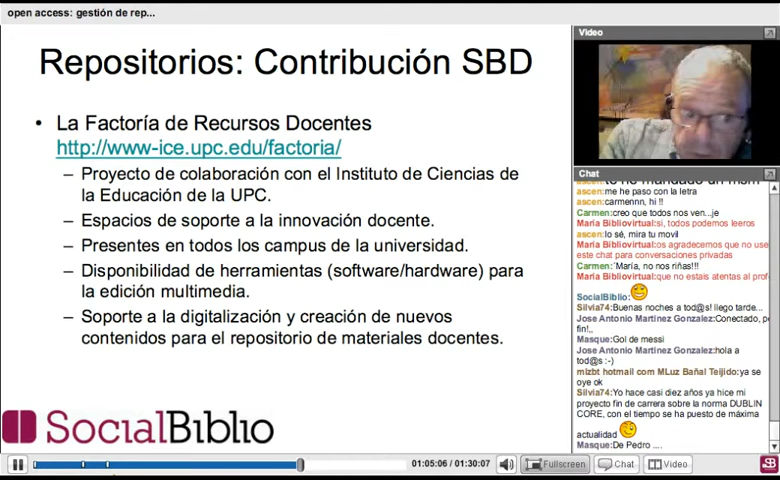 open access: gestión de rep...
Repositorios: Contribución SBD
• La Factoría de Recursos Docentes
http://www-ice.upc.edu/factoria/
– Proyecto de colaboración con el Instituto de Ciencias de
la Educación de la UPC.
– Espacios de soporte a la innovación docente.
– Presentes en todos los campus de la universidad.
– Disponibilidad de herramientas (software/hardware) para
la edición multimedia.
– Soporte a la digitalización y creación de nuevos
contenidos para el repositorio de materiales docentes.
SocialBiblio
Video
Chat
ascen:te he mandado un msm
ascen:me he paso con la letra
ascen:carmennn, hi !!
Carmen:creo que todos nos ven...je
María Bibliovirtual:si, todos podemos leeros
ascen:lo sé, mira tu movil
María Bibliovirtual:os agradecemos que no use
este chat para conversaciones privadas
Carmen:¨María, no nos riñas!!!
María Bibliovirtual:que no estais atentas al prof
SocialBiblio:
Silvia74:Buenas noches a tod@s! llego tarde...
Jose Antonio Martinez Gonzalez:Conectado, po
fin!,.
Masque:Gol de messi
Jose Antonio Martinez Gonzalez:hola a
tod@s :-)
mizbt hotmail com MLuz Bañal Teijido:ya se
oye ok
Silvia74:Yo hace casi diez años ya hice mi
proyecto fin de carrera sobre la norma DUBLIN
CORE, con el tiempo se ha puesto de máxima
actualidad
Masque:De Pedro ....
01:05:06 / 01:30:07
Fullscreen
Chat
Video
SB